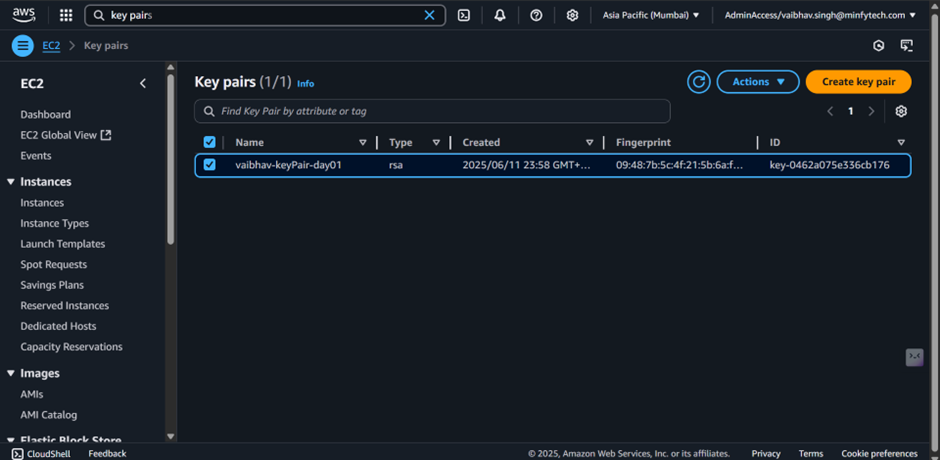 aws key pairs Asia Pacific (Mumbai) AdminAccess/vaibhav.singh@minfytech.com
EC2 Key pairs
EC2
Dashboard
EC2 Global View
Events
Instances
Instances
Instance Types
Launch Templates
Spot Requests
Savings Plans
Reserved Instances
Dedicated Hosts
Capacity Reservations
Images
AMIs
AMI Catalog
Elastic Block Store
Key pairs (1/1) Info
Actions Create key pair
Find Key Pair by attribute or tag
1
Name Type Created Fingerprint ID
vaibhav-keyPair-day01 rsa 2025/06/11 23:58 GMT+... 09:48:7b:5c:4f:21:5b:6a:f... key-0462a075e336cb176
CloudShell Feedback © 2025, Amazon Web Services, Inc. or its affiliates. Privacy Terms Cookie preferences